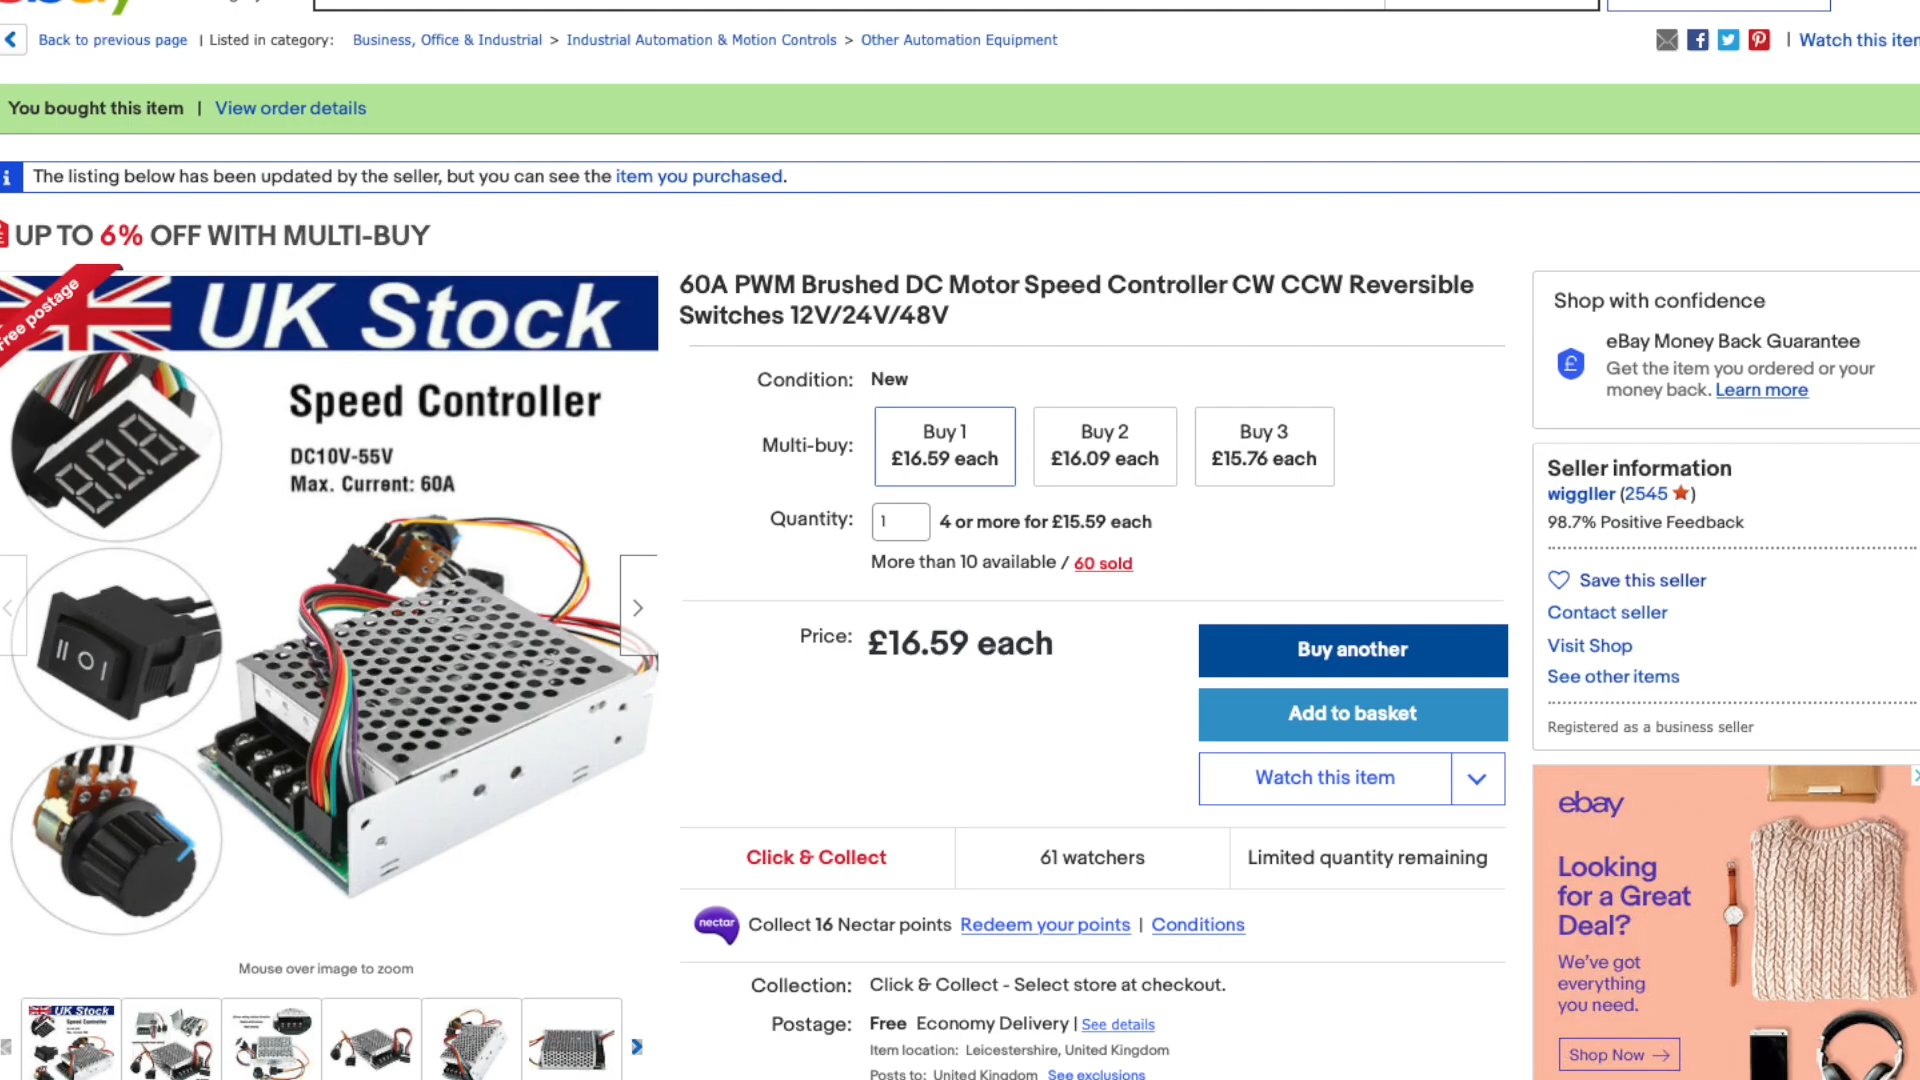 Back to previous page | Listed in category: Business, Office & Industrial > Industrial Automation & Motion Controls > Other Automation Equipment
| Watch this item
You bought this item | View order details
The listing below has been updated by the seller, but you can see the item you purchased.
UP TO 6% OFF WITH MULTI-BUY
Free postage
UK Stock
Speed Controller
DC10V-55V
Max. Current: 60A
Mouse over image to zoom
UK Stock
Speed Controller
60A PWM Brushed DC Motor Speed Controller CW CCW Reversible
Switches 12V/24V/48V
Condition: New
Multi-buy:
Buy 1
£16.59 each
Buy 2
£16.09 each
Buy 3
£15.76 each
Quantity: 1 4 or more for £15.59 each
More than 10 available / 60 sold
Price: £16.59 each
Buy another
Add to basket
Watch this item
Click & Collect
61 watchers
Limited quantity remaining
nectar Collect 16 Nectar points Redeem your points | Conditions
Collection: Click & Collect - Select store at checkout.
Postage: Free Economy Delivery | See details
Item location: Leicestershire, United Kingdom
Posts to: United Kingdom See exclusions
Shop with confidence
eBay Money Back Guarantee
Get the item you ordered or your
money back. Learn more
Seller information
wiggller (2545)
98.7% Positive Feedback
Save this seller
Contact seller
Visit Shop
See other items
Registered as a business seller
ebay
Looking
for a Great
Deal?
We've got
everything
you need.
Shop Now →